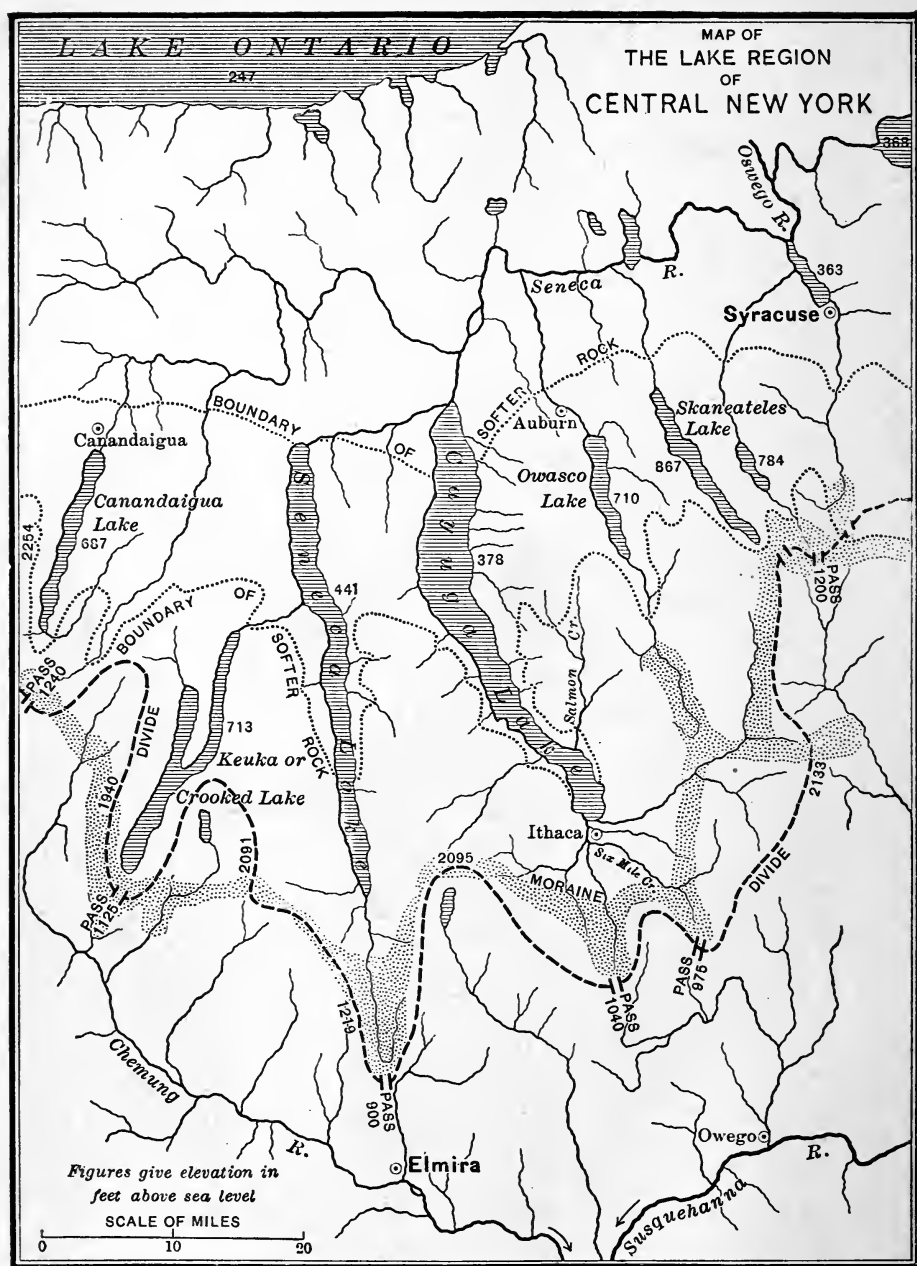 MAP OF
THE LAKE REGION
OF
CENTRAL NEW YORK
LAKE ONTARIO
247
368
Oswego R.
363
Seneca R.
Syracuse
BOUNDARY OF SOFTER ROCK
Canandaigua
Auburn
Skaneateles
Lake
867
784
Owasco
Lake
710
Canandaigua
Lake
687
2254
Seneca Lake
441
Cayuga Lake
378
Salmon Cr.
PASS
1200
BOUNDARY OF SOFTER ROCK
PASS
1240
DIVIDE
1940
713
Keuka or
Crooked Lake
2133
Ithaca
Six Mile Cr.
2091
2095
MORAINE
DIVIDE
PASS
1125
PASS
975
PASS
1040
1219
PASS
900
Chemung R.
Owego
Elmira
Susquehanna R.
Figures give elevation in
feet above sea level
SCALE OF MILES
0 10 20